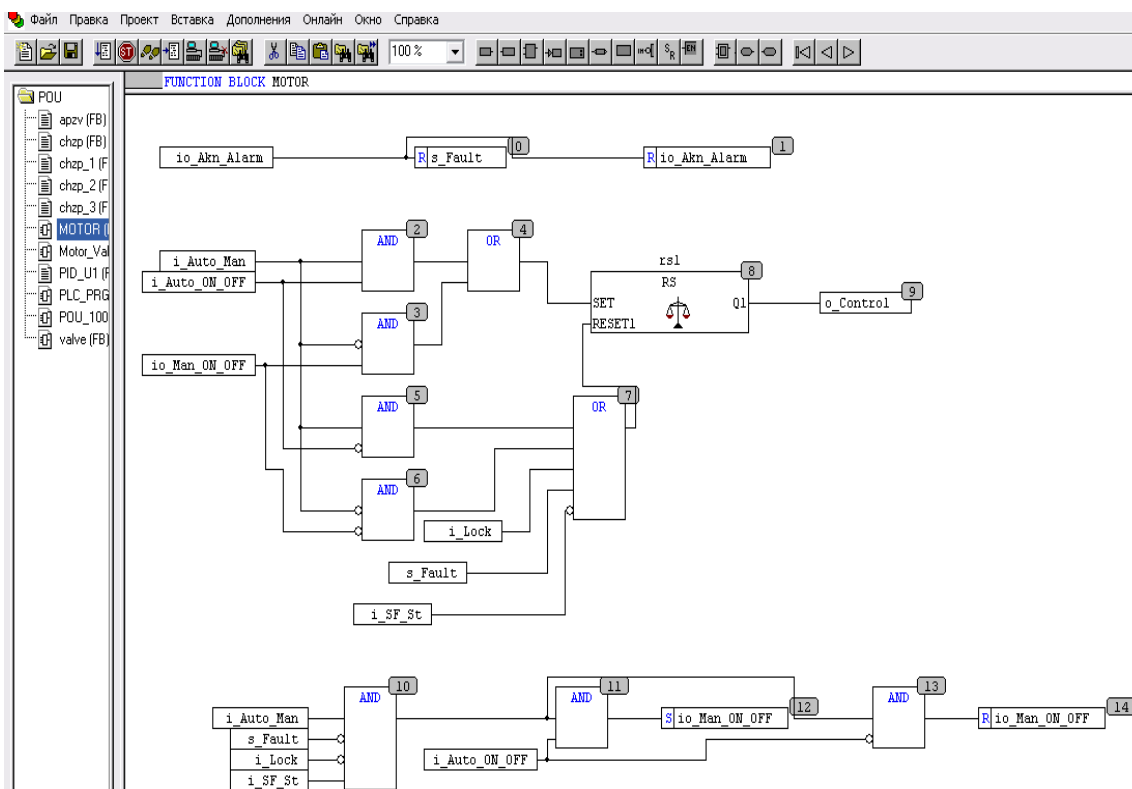 Файл Правка Проект Вставка Дополнения Онлайн Окно Справка
ST
100 %
S R EN
FUNCTION BLOCK MOTOR
POU
apzv (FB)
chzp (FB)
chzp_1 (F
chzp_2 (F
chzp_3 (F
MOTOR (
Motor_Val
PID_U1 (F
PLC_PRG
POU_100
valve (FB)
io_Akn_Alarm
R s_Fault
0
R io_Akn_Alarm
1
AND
2
OR
4
i_Auto_Man
i_Auto_ON_OFF
rs1
RS
8
SET
RESET1
Q1
o_Control
9
AND
3
io_Man_ON_OFF
AND
5
OR
7
AND
6
i_Lock
s_Fault
i_SF_St
AND
10
AND
11
AND
13
i_Auto_Man
s_Fault
i_Lock
i_SF_St
S io_Man_ON_OFF
12
R io_Man_ON_OFF
14
i_Auto_ON_OFF